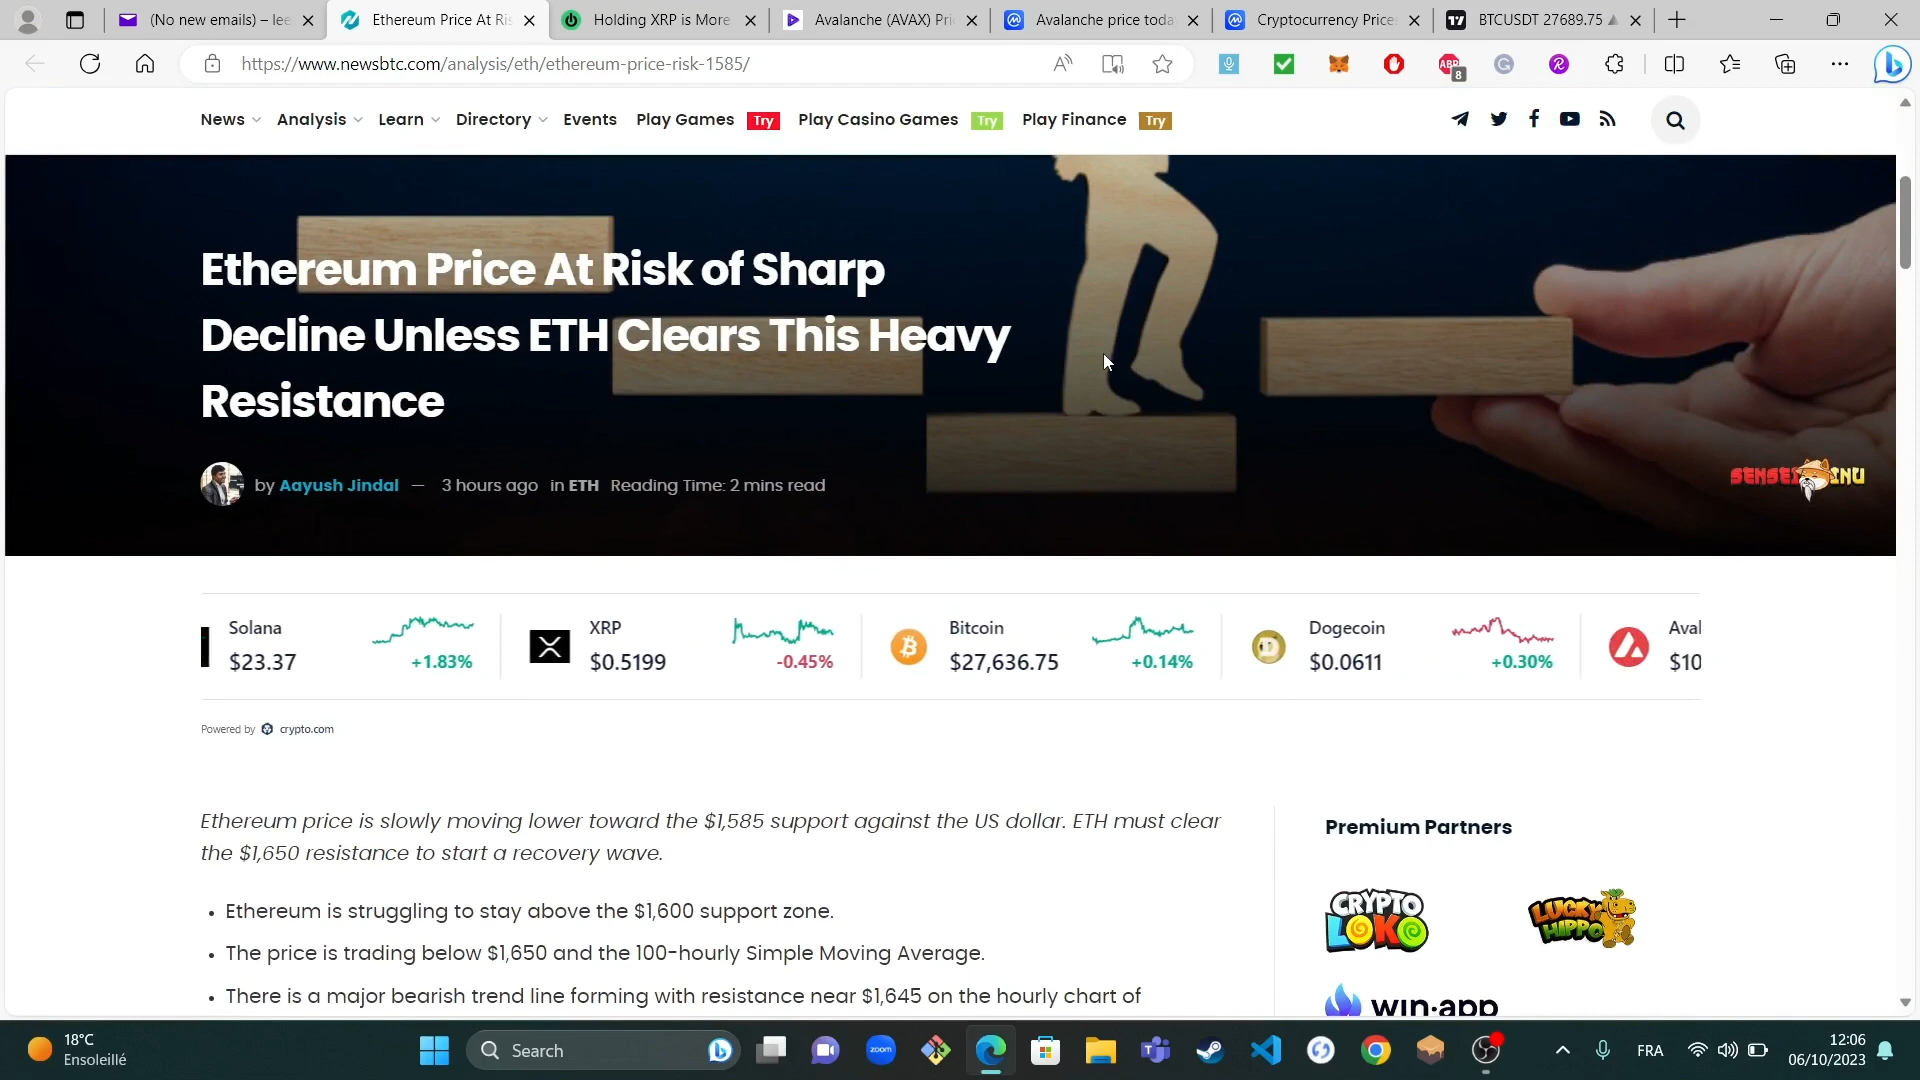 (No new emails) – lee
Ethereum Price At Ris
Holding XRP is More
Avalanche (AVAX) Pri
Avalanche price toda
Cryptocurrency Price
BTCUSDT 27689.75
https://www.newsbtc.com/analysis/eth/ethereum-price-risk-1585/
ABP
8
News
Analysis
Learn
Directory
Events
Play Games
Try
Play Casino Games
Try
Play Finance
Try
Ethereum Price At Risk of Sharp
Decline Unless ETH Clears This Heavy
Resistance
by Aayush Jindal — 3 hours ago in ETH Reading Time: 2 mins read
SENSEI INU
Solana
$23.37
+1.83%
XRP
$0.5199
-0.45%
Bitcoin
$27,636.75
+0.14%
Dogecoin
$0.0611
+0.30%
Aval
$10
Powered by crypto.com
Ethereum price is slowly moving lower toward the $1,585 support against the US dollar. ETH must clear
the $1,650 resistance to start a recovery wave.
• Ethereum is struggling to stay above the $1,600 support zone.
• The price is trading below $1,650 and the 100-hourly Simple Moving Average.
• There is a major bearish trend line forming with resistance near $1,645 on the hourly chart of
Premium Partners
CRYPTO
LOKO
LUCKY
HIPPO
win·app
18°C
Ensoleillé
Search
zoom
FRA
12:06
06/10/2023